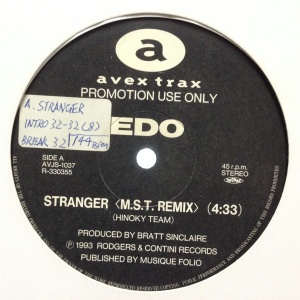 a
avex trax
PROMOTION USE ONLY
EDO
A. STRANGER
INTRO 32-32 (8)
BREAK 32
144 BPM
SIDE A
AVJS-1037
R-330355
45 r.p.m.
STEREO
STRANGER 〈M.S.T. REMIX〉 (4:33)
(HINOKY TEAM)
PRODUCED BY BRATT SINCLAIRE
Ⓟ 1993 RODGERS & CONTINI RECORDS
PUBLISHED BY MUSIQUE FOLIO